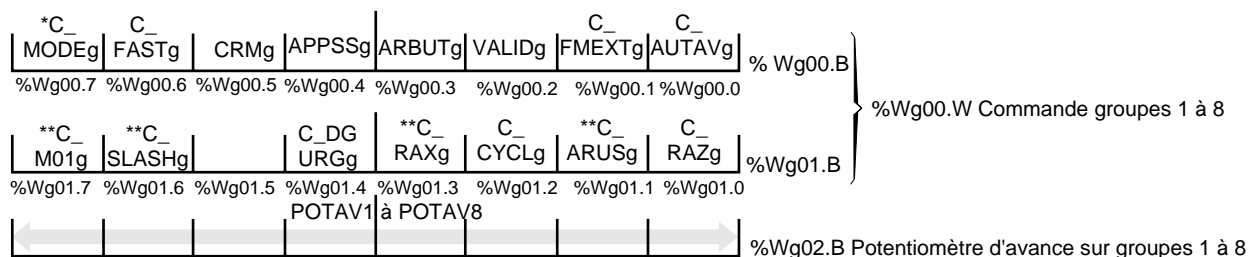 *C_ C_ C_ C_
MODEg FASTg CRMg APPSSg ARBUTg VALIDg FMEXTg AUTAVg
% Wg00.B
%Wg00.7 %Wg00.6 %Wg00.5 %Wg00.4 %Wg00.3 %Wg00.2 %Wg00.1 %Wg00.0
%Wg00.W Commande groupes 1 à 8
**C_ **C_ C_DG **C_ C_ **C_ C_
M01g SLASHg URGg RAXg CYCLg ARUSg RAZg
%Wg01.B
%Wg01.7 %Wg01.6 %Wg01.5 %Wg01.4 %Wg01.3 %Wg01.2 %Wg01.1 %Wg01.0
POTAV1 à POTAV8
%Wg02.B Potentiomètre d'avance sur groupes 1 à 8